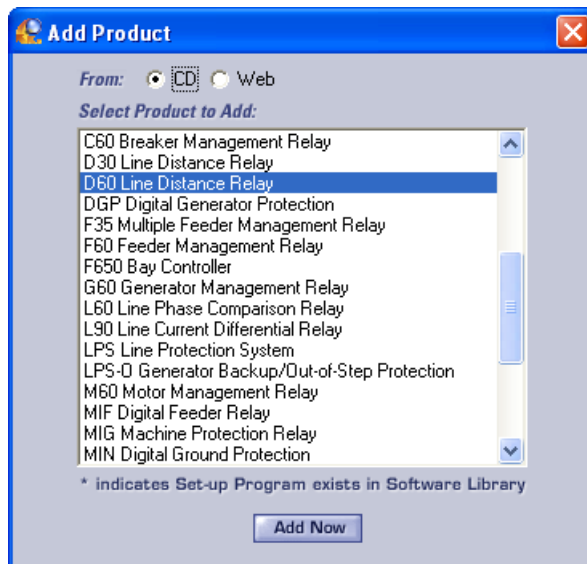 Add Product
From: CD Web
Select Product to Add:
C60 Breaker Management Relay
D30 Line Distance Relay
D60 Line Distance Relay
DGP Digital Generator Protection
F35 Multiple Feeder Management Relay
F60 Feeder Management Relay
F650 Bay Controller
G60 Generator Management Relay
L60 Line Phase Comparison Relay
L90 Line Current Differential Relay
LPS Line Protection System
LPS-O Generator Backup/Out-of-Step Protection
M60 Motor Management Relay
MIF Digital Feeder Relay
MIG Machine Protection Relay
MIN Digital Ground Protection
* indicates Set-up Program exists in Software Library
Add Now